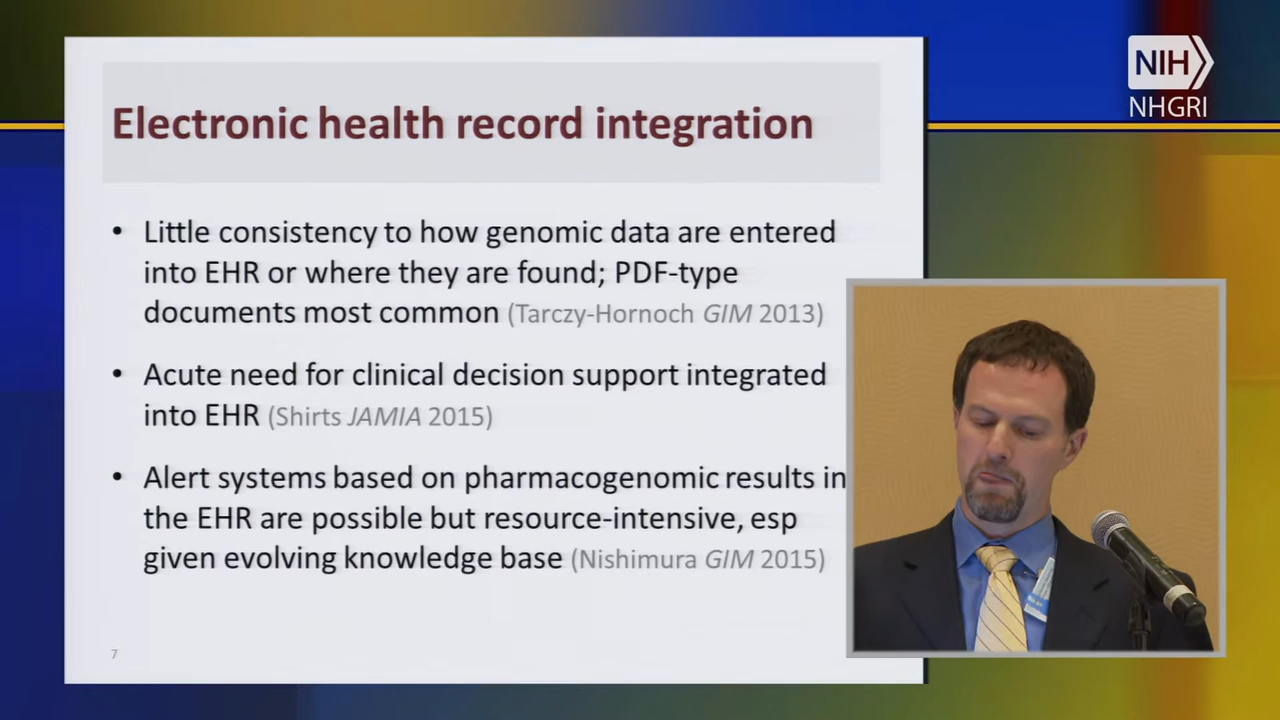 NIH
NHGRI
Electronic health record integration
• Little consistency to how genomic data are entered
into EHR or where they are found; PDF-type
documents most common (Tarczy-Hornoch GIM 2013)
• Acute need for clinical decision support integrated
into EHR (Shirts JAMIA 2015)
• Alert systems based on pharmacogenomic results in
the EHR are possible but resource-intensive, esp
given evolving knowledge base (Nishimura GIM 2015)
7